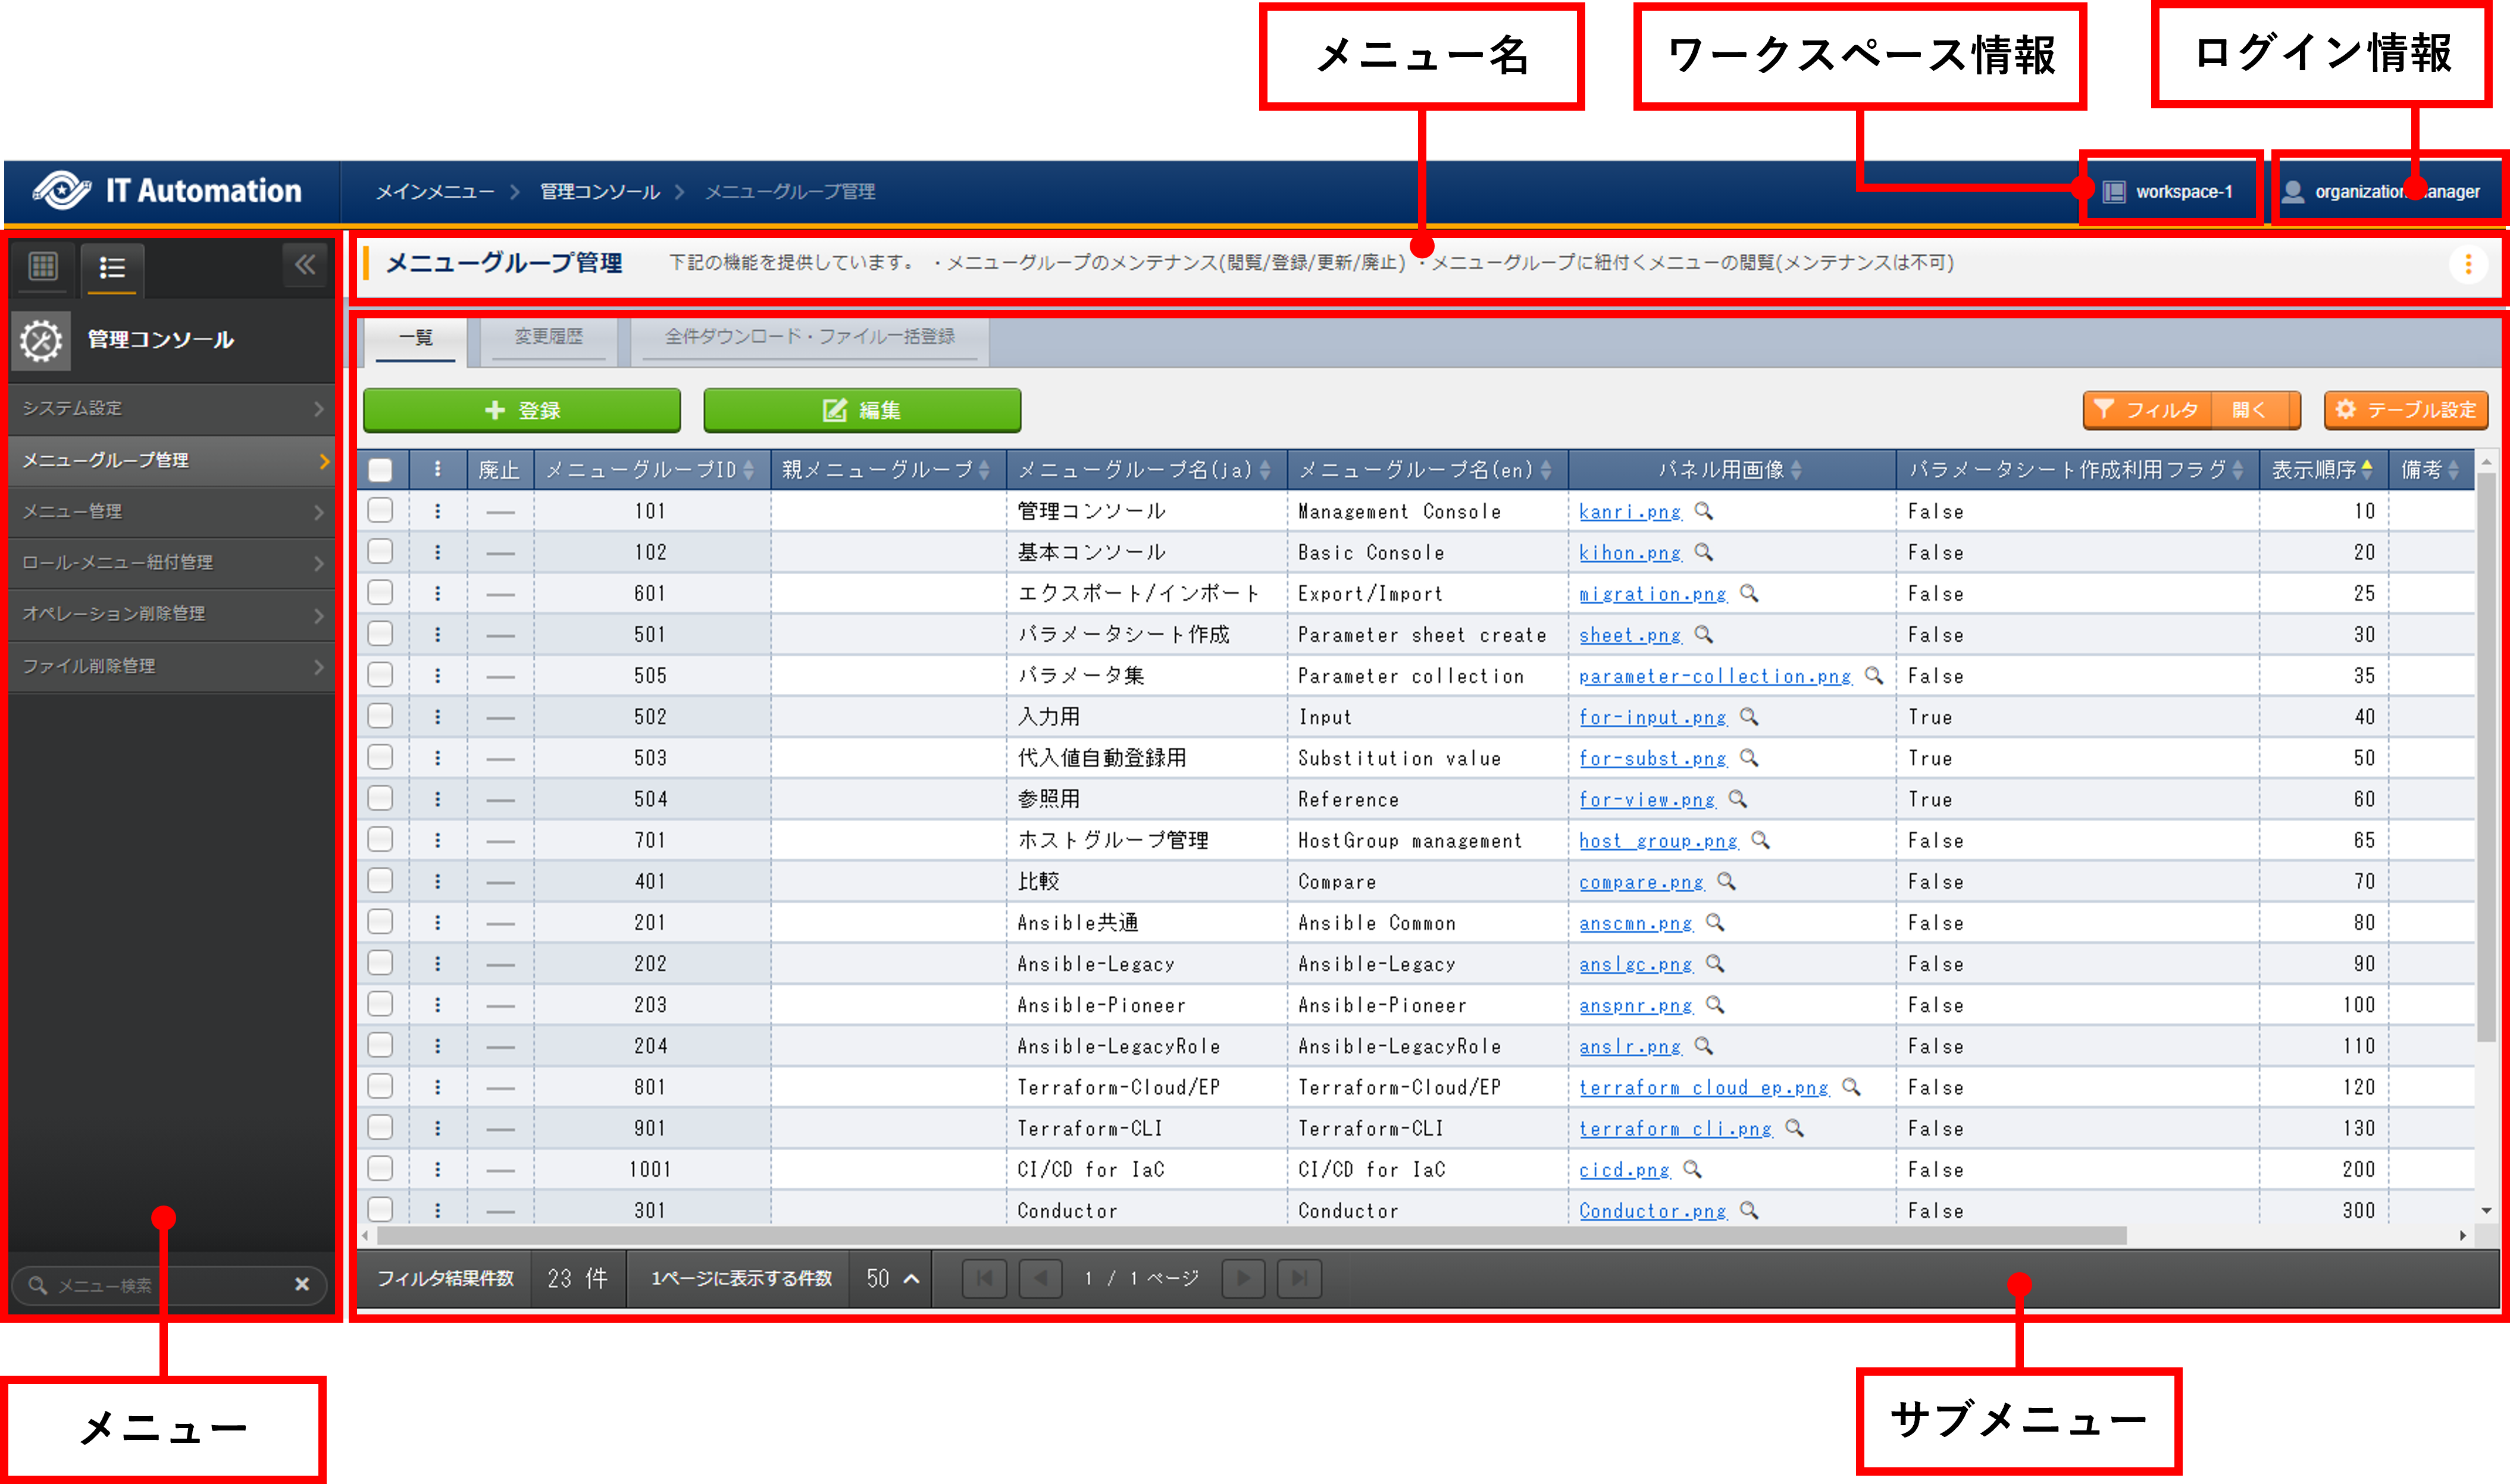 メニュー名
ワークスペース情報
ログイン情報
IT Automation
メインメニュー 管理コンソール メニューグループ管理
workspace-1
メニューグループ管理
下記の機能を提供しています。 ・メニューグループのメンテナンス(閲覧/登録/更新/廃止) ・メニューグループに紐付くメニューの閲覧(メンテナンスは不可)
管理コンソール
システム設定
メニューグループ管理
メニュー管理
ロール-メニュー紐付管理
オペレーション削除管理
ファイル削除管理
メニュー検索
一覧 変更履歴 全件ダウンロード・ファイル一括登録
登録 編集 フィルタ 開く テーブル設定
廃止 メニューグループID 親メニューグループ メニューグループ名(ja) メニューグループ名(en) パネル用画像 パラメータシート作成利用フラグ 表示順序 備考
101 管理コンソール Management Console kanri.png False 10
102 基本コンソール Basic Console kihon.png False 20
601 エクスポート/インポート Export/Import migration.png False 25
501 パラメータシート作成 Parameter sheet create sheet.png False 30
505 パラメータ集 Parameter collection parameter-collection.png False 35
502 入力用 Input for-input.png True 40
503 代入値自動登録用 Substitution value for-subst.png True 50
504 参照用 Reference for-view.png True 60
701 ホストグループ管理 HostGroup management host_group.png False 65
401 比較 Compare compare.png False 70
201 Ansible共通 Ansible Common anscmn.png False 80
202 Ansible-Legacy Ansible-Legacy anslgc.png False 90
203 Ansible-Pioneer Ansible-Pioneer anspnr.png False 100
204 Ansible-LegacyRole Ansible-LegacyRole anslr.png False 110
801 Terraform-Cloud/EP Terraform-Cloud/EP terraform_cloud_ep.png False 120
901 Terraform-CLI Terraform-CLI terraform_cli.png False 130
1001 CI/CD for IaC CI/CD for IaC cicd.png False 200
301 Conductor Conductor Conductor.png False 300
フィルタ結果件数 23 件 1ページに表示する件数 50 1 / 1 ページ
メニュー
サブメニュー